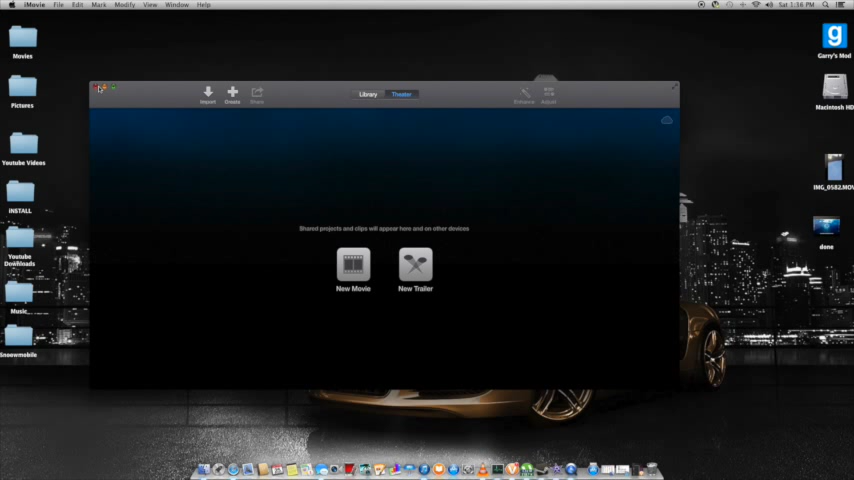 iMovie File Edit Mark Modify View Window Help
Sat 1:56 PM
Movies
Pictures
Youtube Videos
INSTALL
Youtube Downloads
Music
Snowmobile
Import Create Share
Library Theater
Enhance Adjust
Shared projects and clips will appear here and on other devices
New Movie New Trailer
g
Garry's Mod
Macintosh HD
IMG_0582.MOV
done